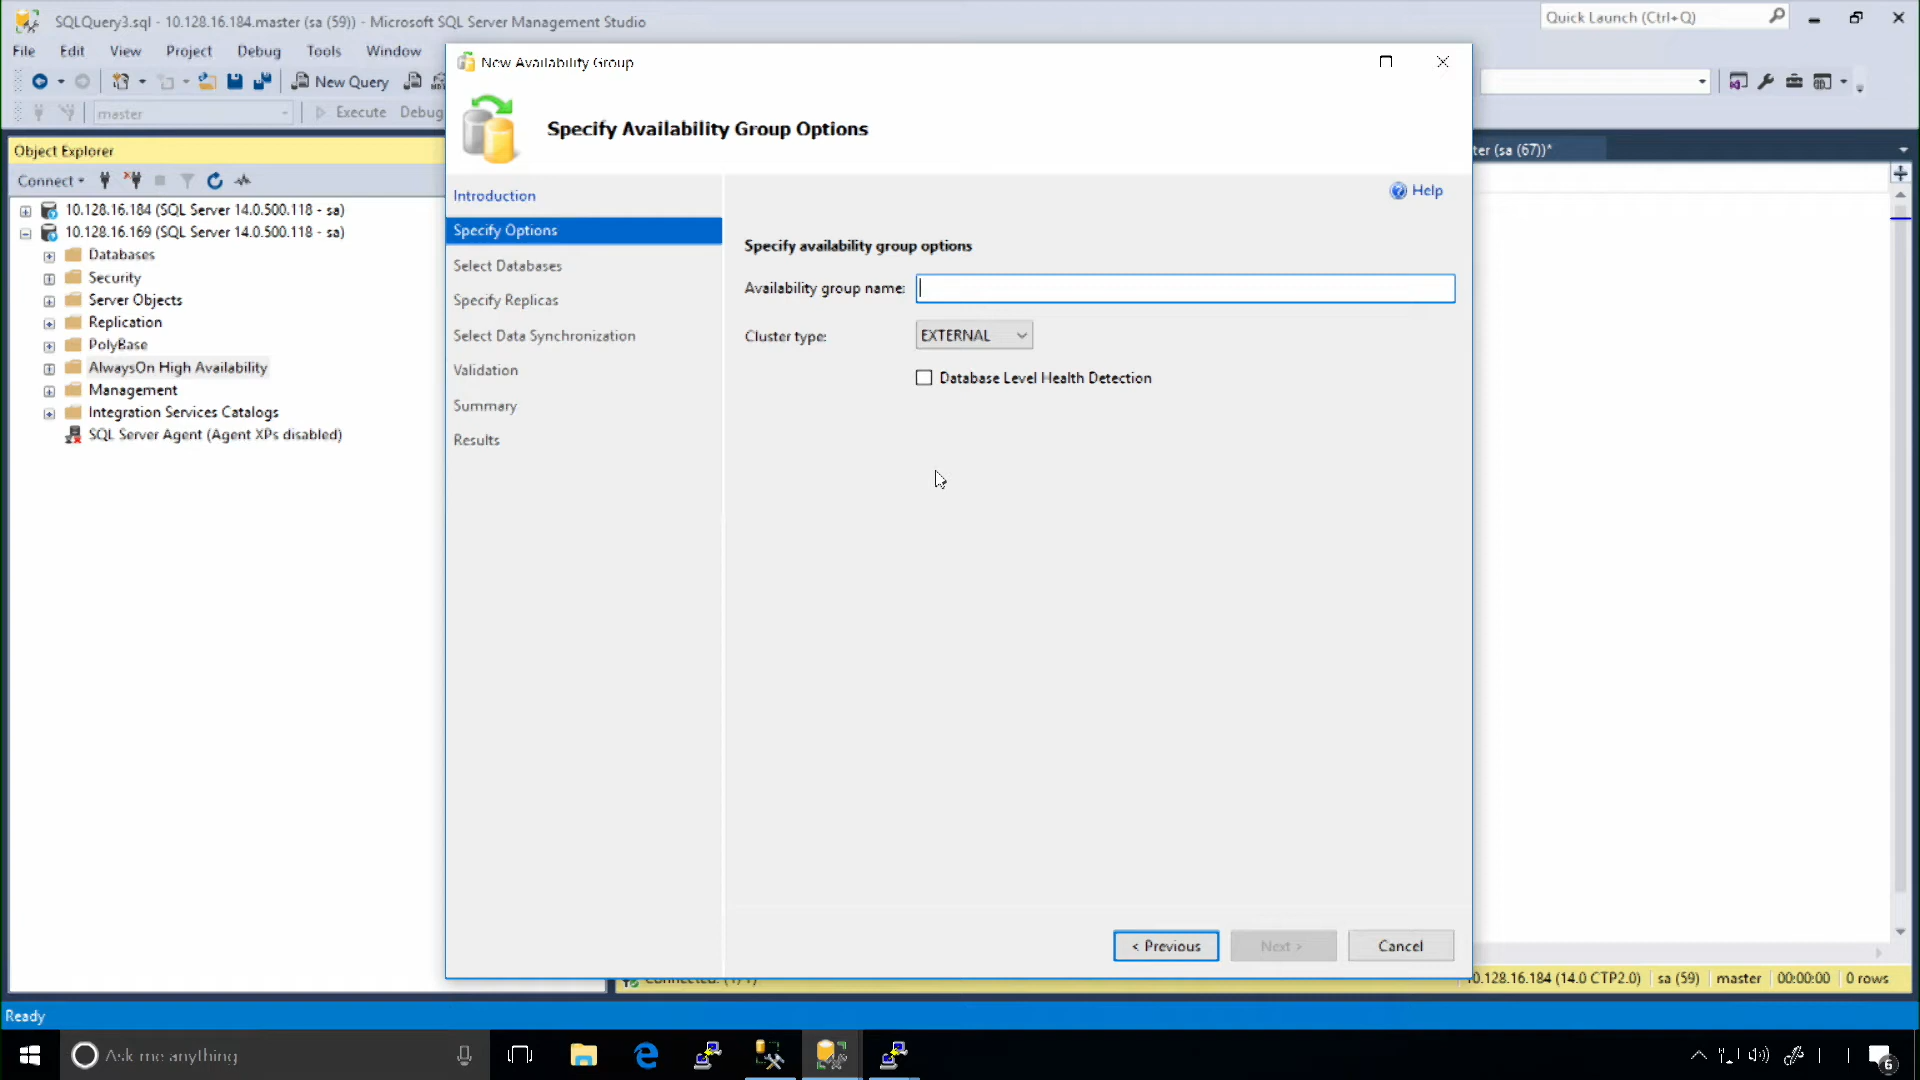 SQLQuery3.sql - 10.128.16.184.master (sa (59)) - Microsoft SQL Server Management Studio
Quick Launch (Ctrl+Q)
File Edit View Project Debug Tools Window
New Query
master
Execute Debug
New Availability Group
Specify Availability Group Options
Object Explorer
Connect
10.128.16.184 (SQL Server 14.0.500.118 - sa)
10.128.16.169 (SQL Server 14.0.500.118 - sa)
Databases
Security
Server Objects
Replication
PolyBase
AlwaysOn High Availability
Management
Integration Services Catalogs
SQL Server Agent (Agent XPs disabled)
Introduction
Specify Options
Select Databases
Specify Replicas
Select Data Synchronization
Validation
Summary
Results
Help
Specify availability group options
Availability group name:
Cluster type: EXTERNAL
Database Level Health Detection
< Previous Next > Cancel
ter (sa (67))*
Connected. (1/1)
10.128.16.184 (14.0 CTP2.0) sa (59) master 00:00:00 0 rows
Ready
Ask me anything
6